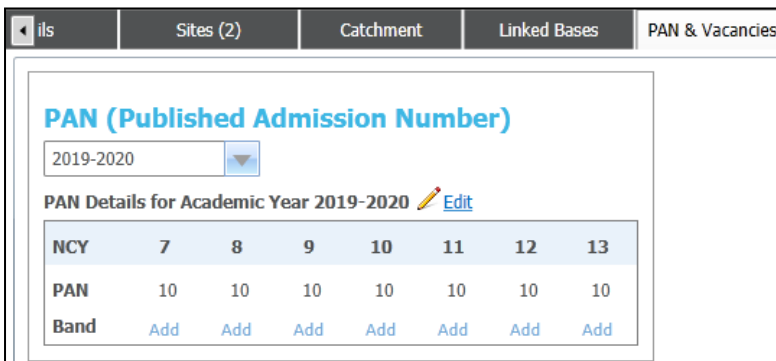 ils Sites (2) Catchment Linked Bases PAN & Vacancies
PAN (Published Admission Number)
2019-2020
PAN Details for Academic Year 2019-2020 Edit
NCY 7 8 9 10 11 12 13
PAN 10 10 10 10 10 10 10
Band Add Add Add Add Add Add Add